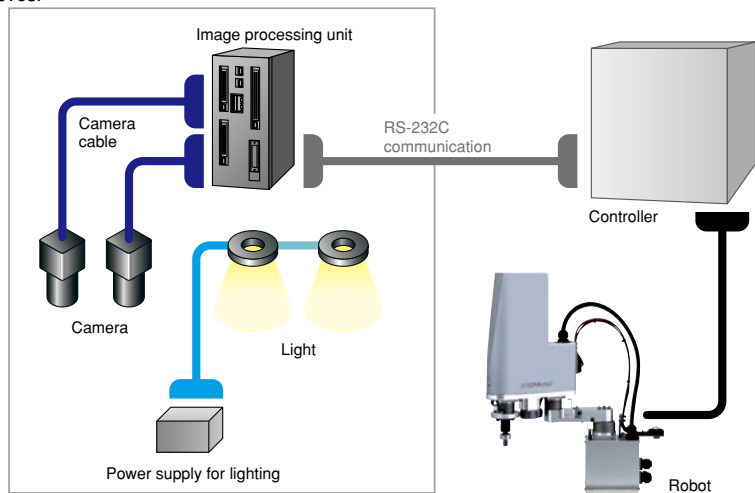 Image processing unit
Camera
cable
RS-232C
communication
Controller
Camera
Light
Power supply for lighting
Robot